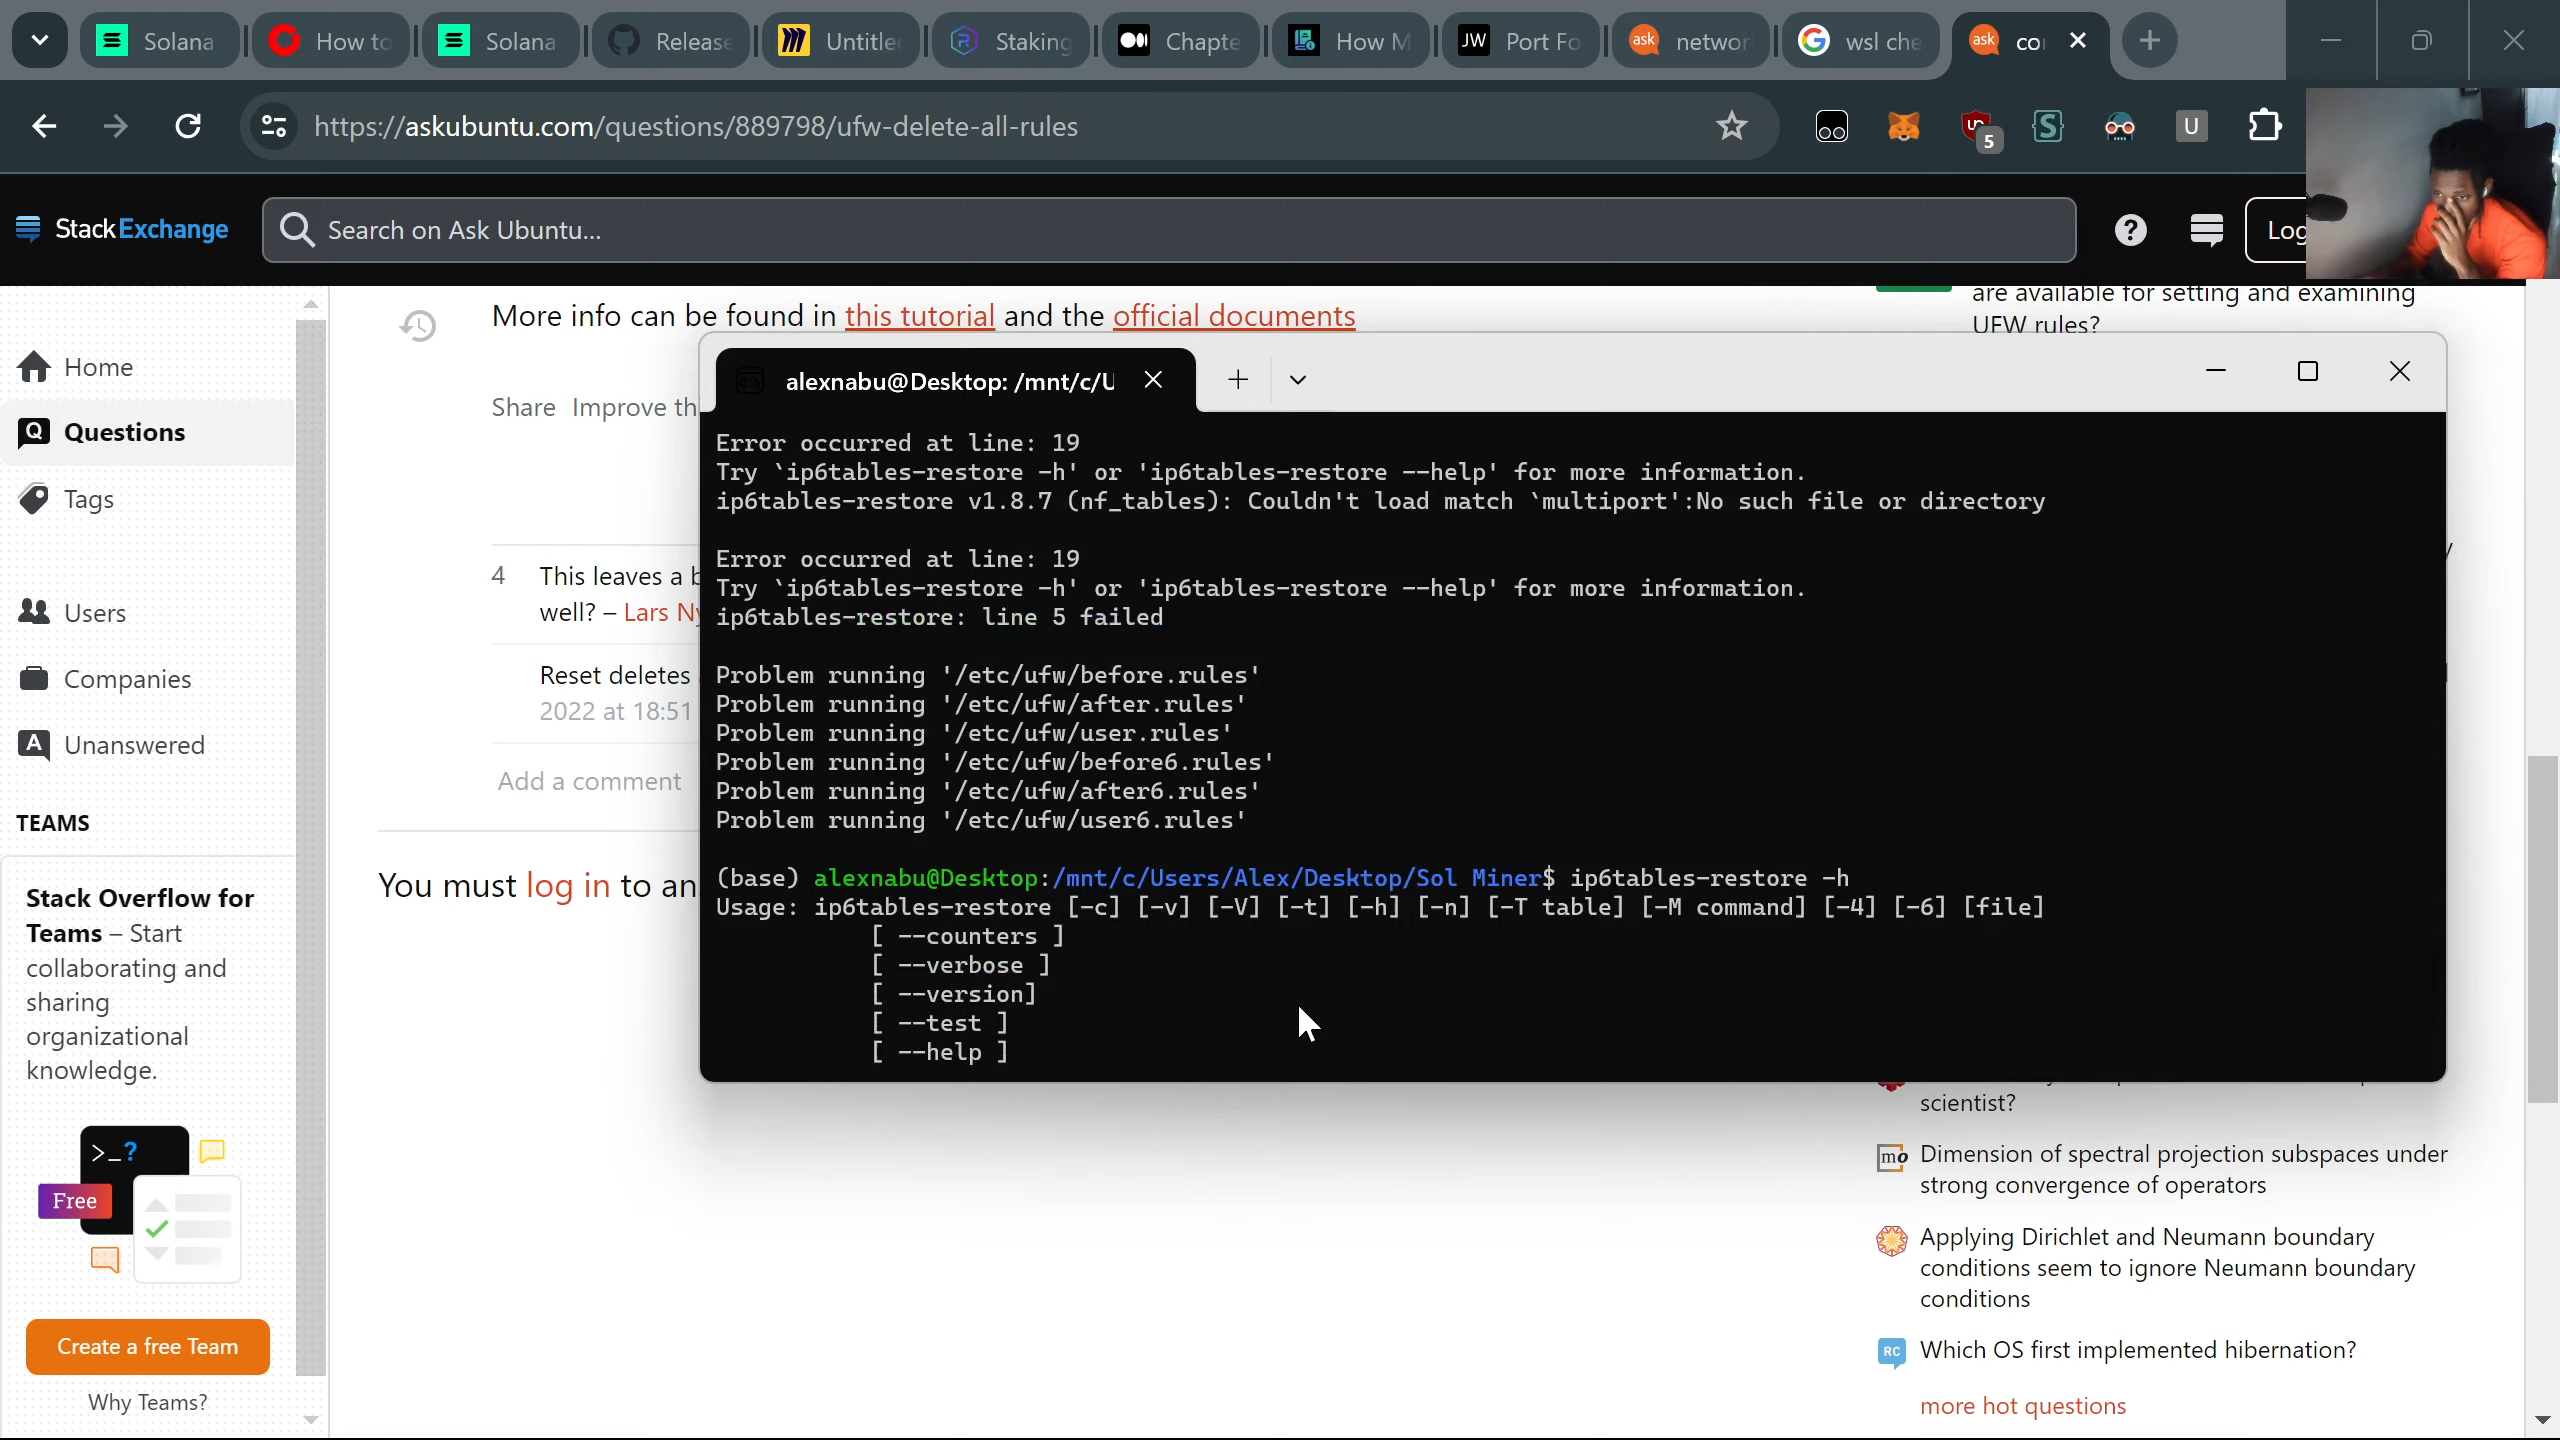 Solana
How to
Solana
Release
Untitle
Staking
Chapte
How M
JW Port Fo
ask networ
wsl che
ask co
https://askubuntu.com/questions/889798/ufw-delete-all-rules
5
U
StackExchange
Search on Ask Ubuntu...
Log
Home
Questions
Tags
Users
Companies
Unanswered
TEAMS
Stack Overflow for
Teams – Start
collaborating and
sharing
organizational
knowledge.
>_?
Free
Create a free Team
Why Teams?
More info can be found in this tutorial and the official documents
Share Improve th
4 This leaves a b
well? – Lars Ny
Reset deletes
2022 at 18:51
Add a comment
You must log in to an
are available for setting and examining
UFW rules?
alexnabu@Desktop: /mnt/c/U
Error occurred at line: 19
Try `ip6tables-restore -h' or 'ip6tables-restore --help' for more information.
ip6tables-restore v1.8.7 (nf_tables): Couldn't load match `multiport':No such file or directory
Error occurred at line: 19
Try `ip6tables-restore -h' or 'ip6tables-restore --help' for more information.
ip6tables-restore: line 5 failed
Problem running '/etc/ufw/before.rules'
Problem running '/etc/ufw/after.rules'
Problem running '/etc/ufw/user.rules'
Problem running '/etc/ufw/before6.rules'
Problem running '/etc/ufw/after6.rules'
Problem running '/etc/ufw/user6.rules'
(base) alexnabu@Desktop:/mnt/c/Users/Alex/Desktop/Sol Miner$ ip6tables-restore -h
Usage: ip6tables-restore [-c] [-v] [-V] [-t] [-h] [-n] [-T table] [-M command] [-4] [-6] [file]
[ --counters ]
[ --verbose ]
[ --version]
[ --test ]
[ --help ]
scientist?
mo Dimension of spectral projection subspaces under
strong convergence of operators
Applying Dirichlet and Neumann boundary
conditions seem to ignore Neumann boundary
conditions
RC Which OS first implemented hibernation?
more hot questions